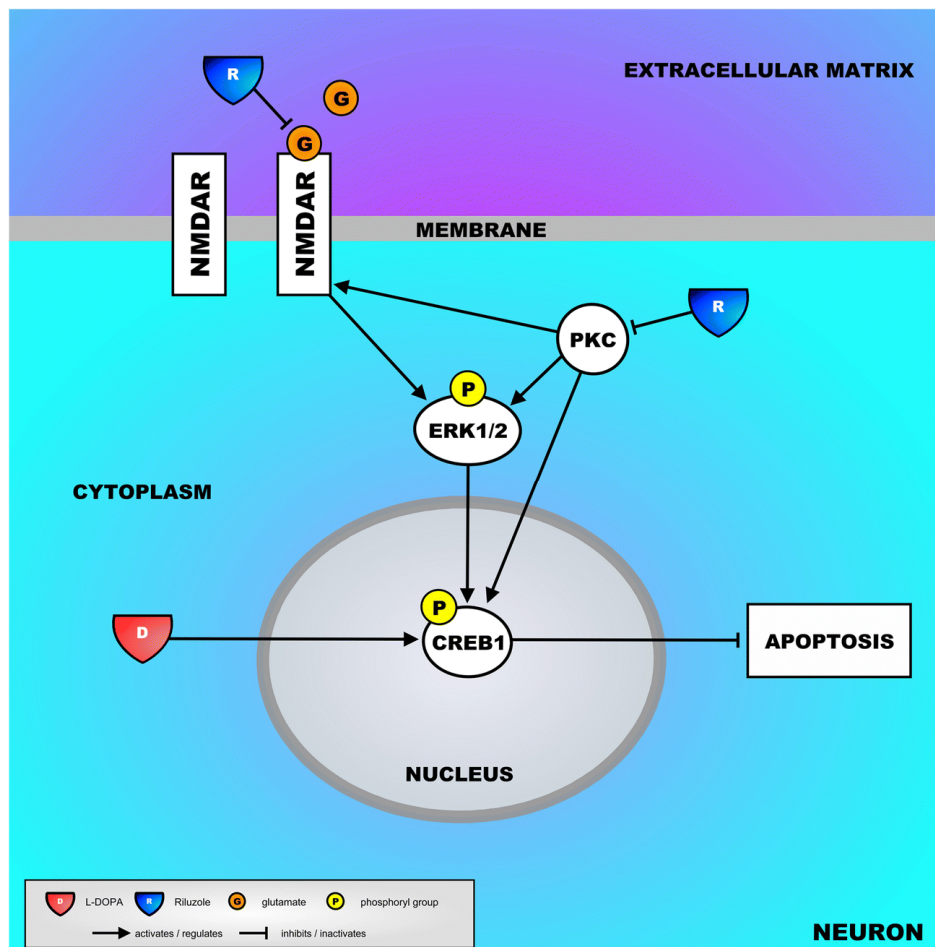 R
G
EXTRACELLULAR MATRIX
G
NMDAR
NMDAR
MEMBRANE
R
PKC
P
ERK1/2
CYTOPLASM
P
D
CREB1
APOPTOSIS
NUCLEUS
D L-DOPA R Riluzole G glutamate P phosphoryl group
activates / regulates inhibits / inactivates
NEURON